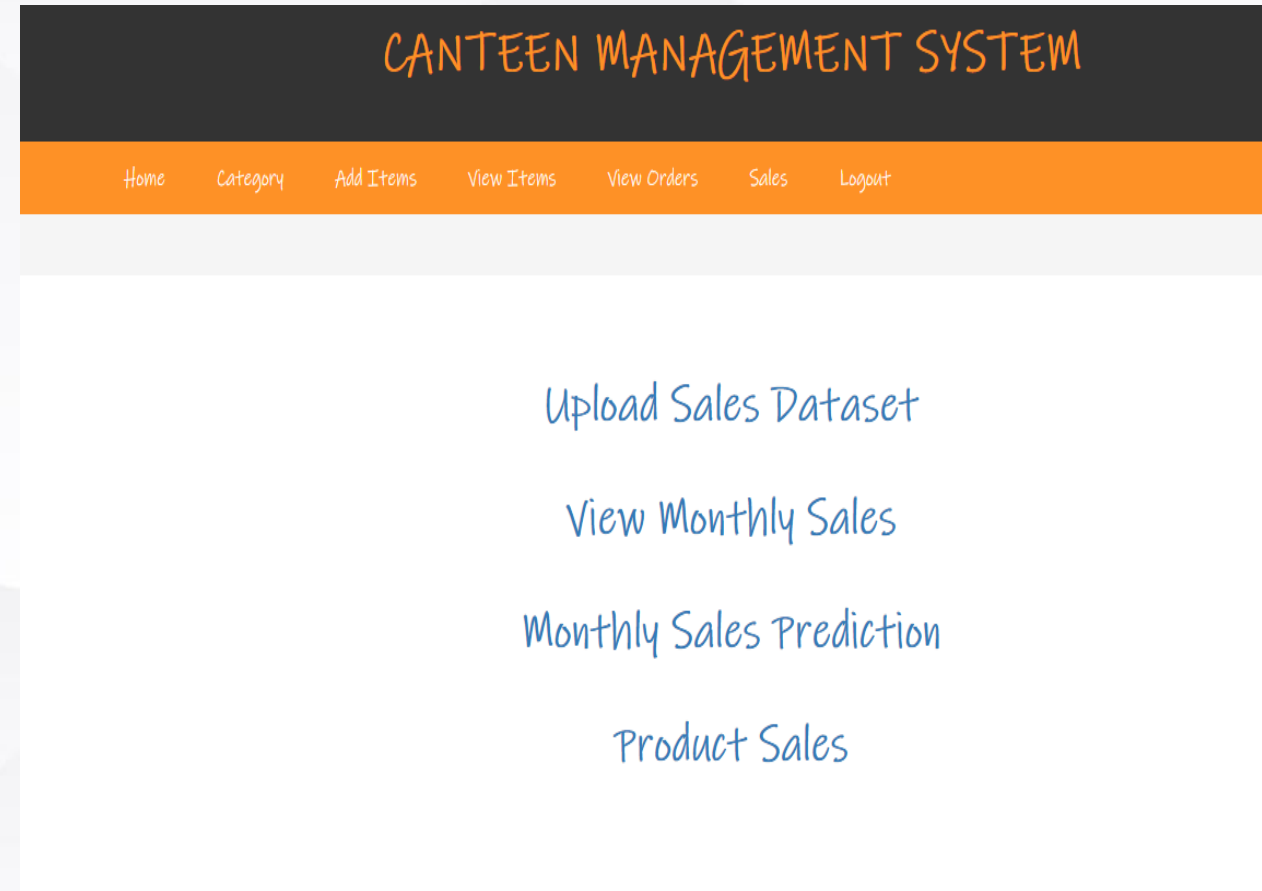 CANTEEN MANAGEMENT SYSTEM
Home Category Add Items View Items View Orders Sales Logout
Upload Sales Dataset
View Monthly Sales
Monthly Sales Prediction
Product Sales